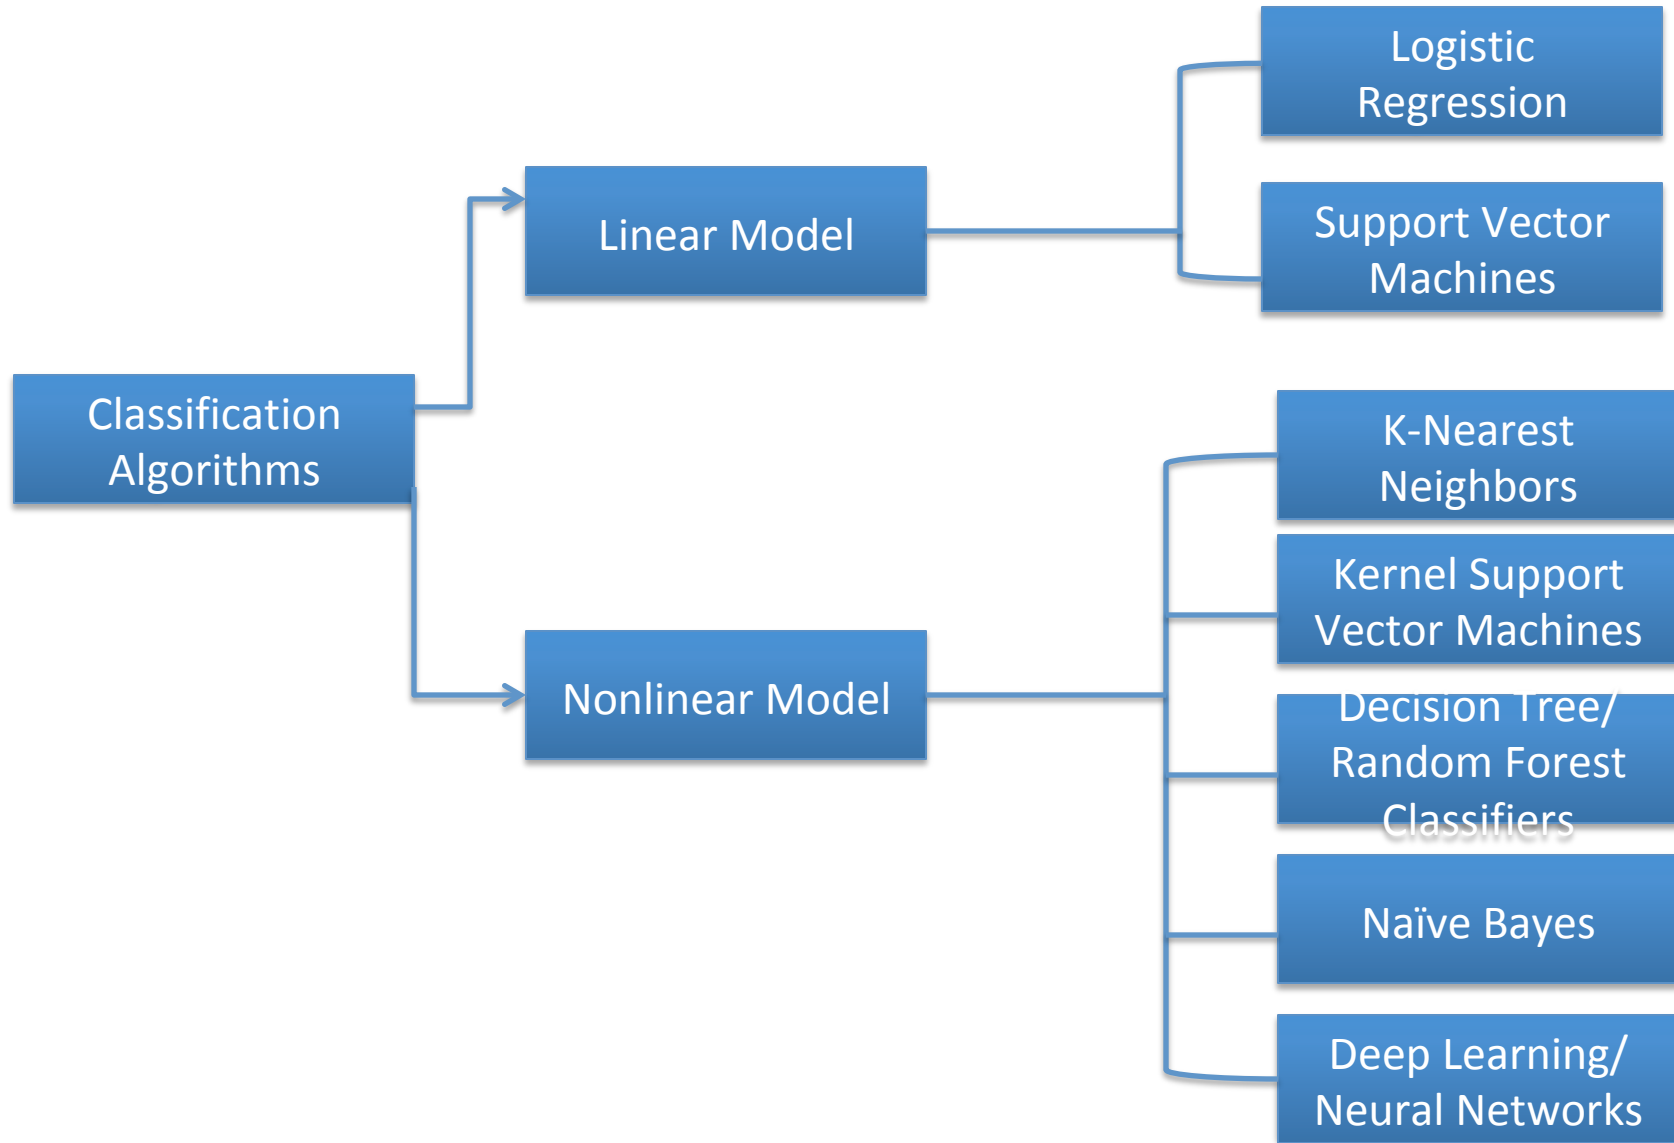 Classification
Algorithms
Linear Model
Logistic
Regression
Support Vector
Machines
Nonlinear Model
K-Nearest
Neighbors
Kernel Support
Vector Machines
Decision Tree/
Random Forest
Classifiers
Naïve Bayes
Deep Learning/
Neural Networks